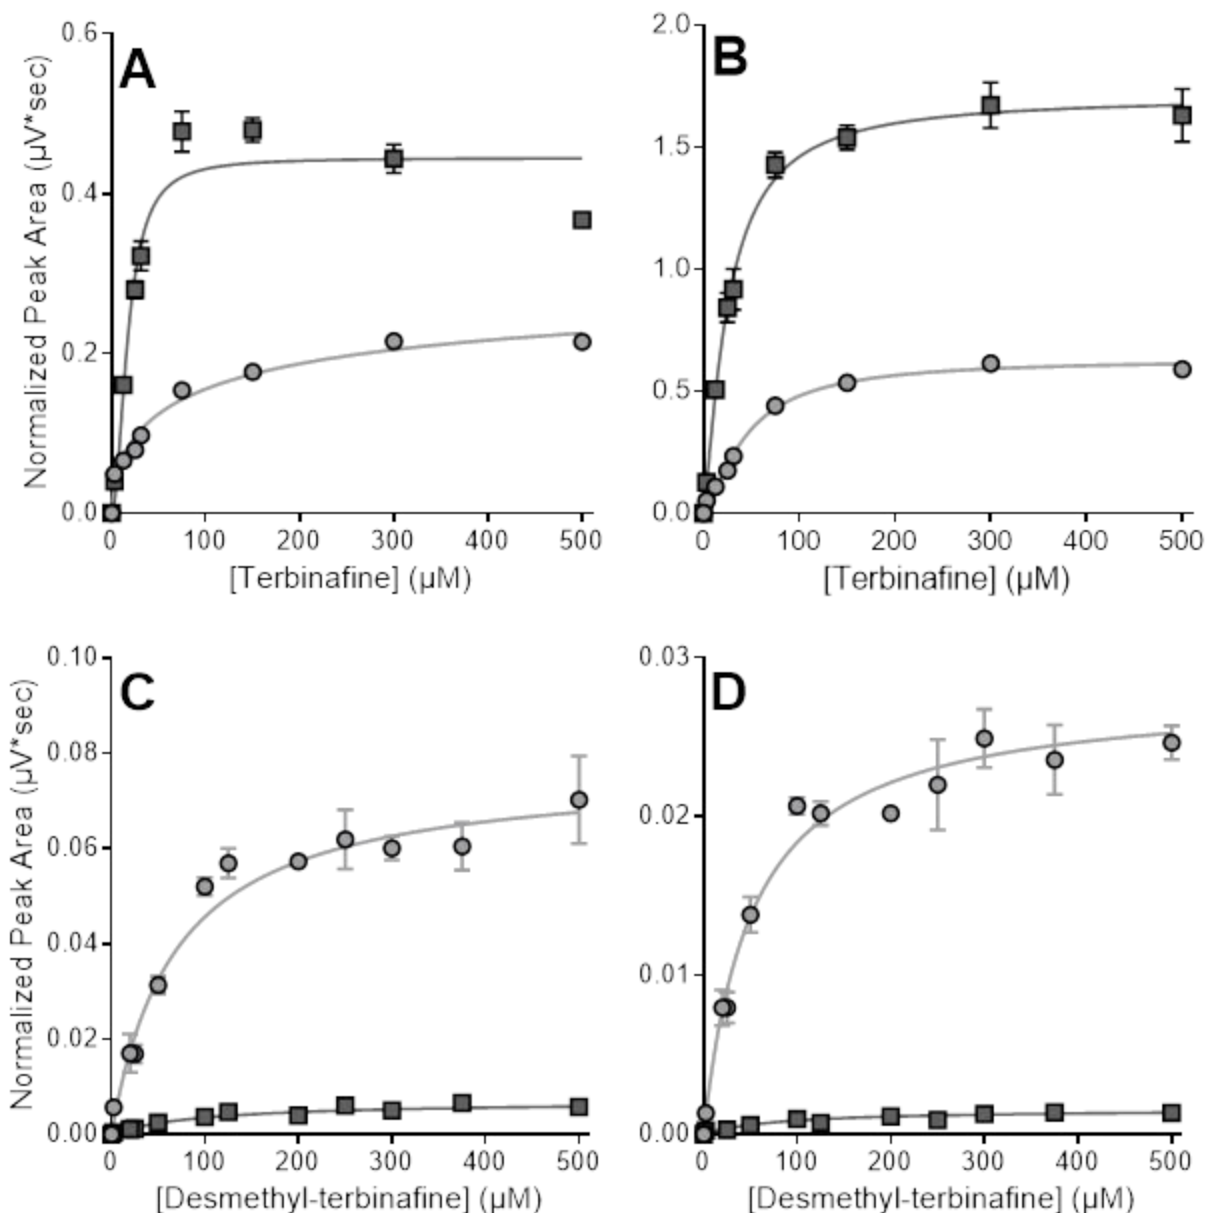 A
B
Normalized Peak Area (µV*sec)
0.6
0.4
0.2
0.0
0 100 200 300 400 500
[Terbinafine] (µM)
2.0
1.5
1.0
0.5
0.0
0 100 200 300 400 500
[Terbinafine] (µM)
C
D
Normalized Peak Area (µV*sec)
0.10
0.08
0.06
0.04
0.02
0.00
0 100 200 300 400 500
[Desmethyl-terbinafine] (µM)
0.03
0.02
0.01
0.00
0 100 200 300 400 500
[Desmethyl-terbinafine] (µM)